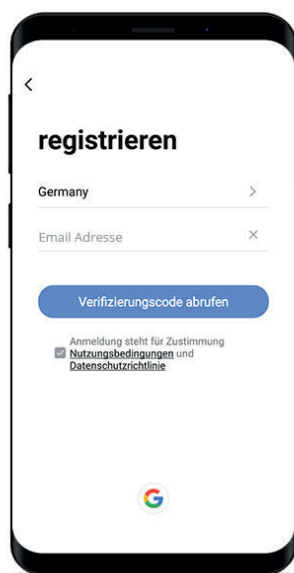 registrieren
Germany
Email Adresse
Verifizierungscode abrufen
Anmeldung steht für Zustimmung
Nutzungsbedingungen und
Datenschutzrichtlinie